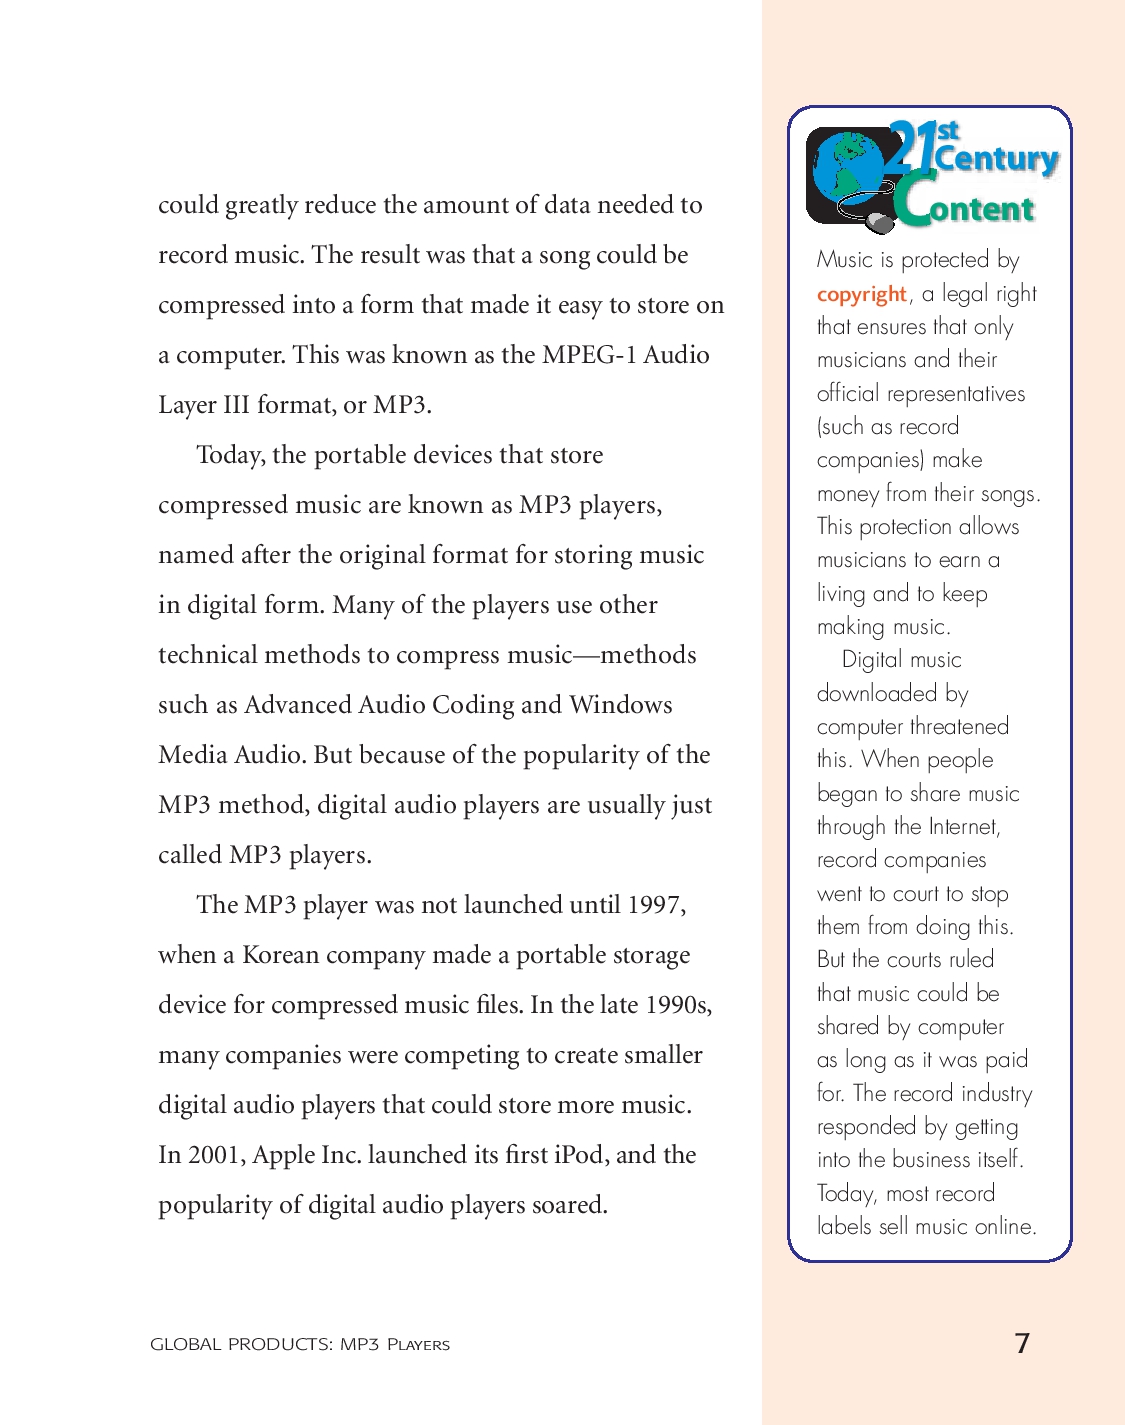 could greatly reduce the amount of data needed to
record music. The result was that a song could be
compressed into a form that made it easy to store on
a computer. This was known as the MPEG-1 Audio
Layer III format, or MP3.
Today, the portable devices that store
compressed music are known as MP3 players,
named after the original format for storing music
in digital form. Many of the players use other
technical methods to compress music—methods
such as Advanced Audio Coding and Windows
Media Audio. But because of the popularity of the
MP3 method, digital audio players are usually just
called MP3 players.
The MP3 player was not launched until 1997,
when a Korean company made a portable storage
device for compressed music files. In the late 1990s,
many companies were competing to create smaller
digital audio players that could store more music.
In 2001, Apple Inc. launched its first iPod, and the
popularity of digital audio players soared.
21st
Century
Content
Music is protected by
copyright, a legal right
that ensures that only
musicians and their
official representatives
(such as record
companies) make
money from their songs.
This protection allows
musicians to earn a
living and to keep
making music.
Digital music
downloaded by
computer threatened
this. When people
began to share music
through the Internet,
record companies
went to court to stop
them from doing this.
But the courts ruled
that music could be
shared by computer
as long as it was paid
for. The record industry
responded by getting
into the business itself.
Today, most record
labels sell music online.
GLOBAL PRODUCTS: MP3 PLAYERS
7